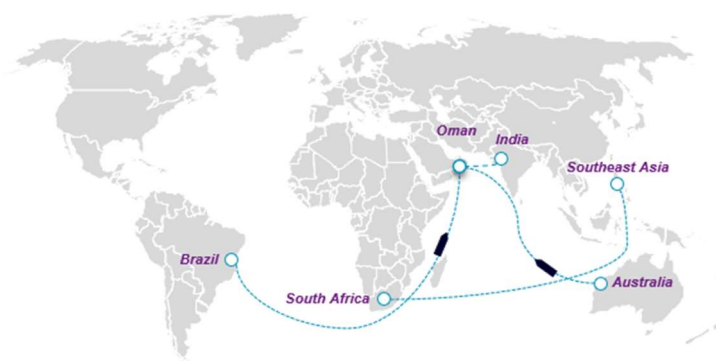 Oman
India
Southeast Asia
Brazil
South Africa
Australia